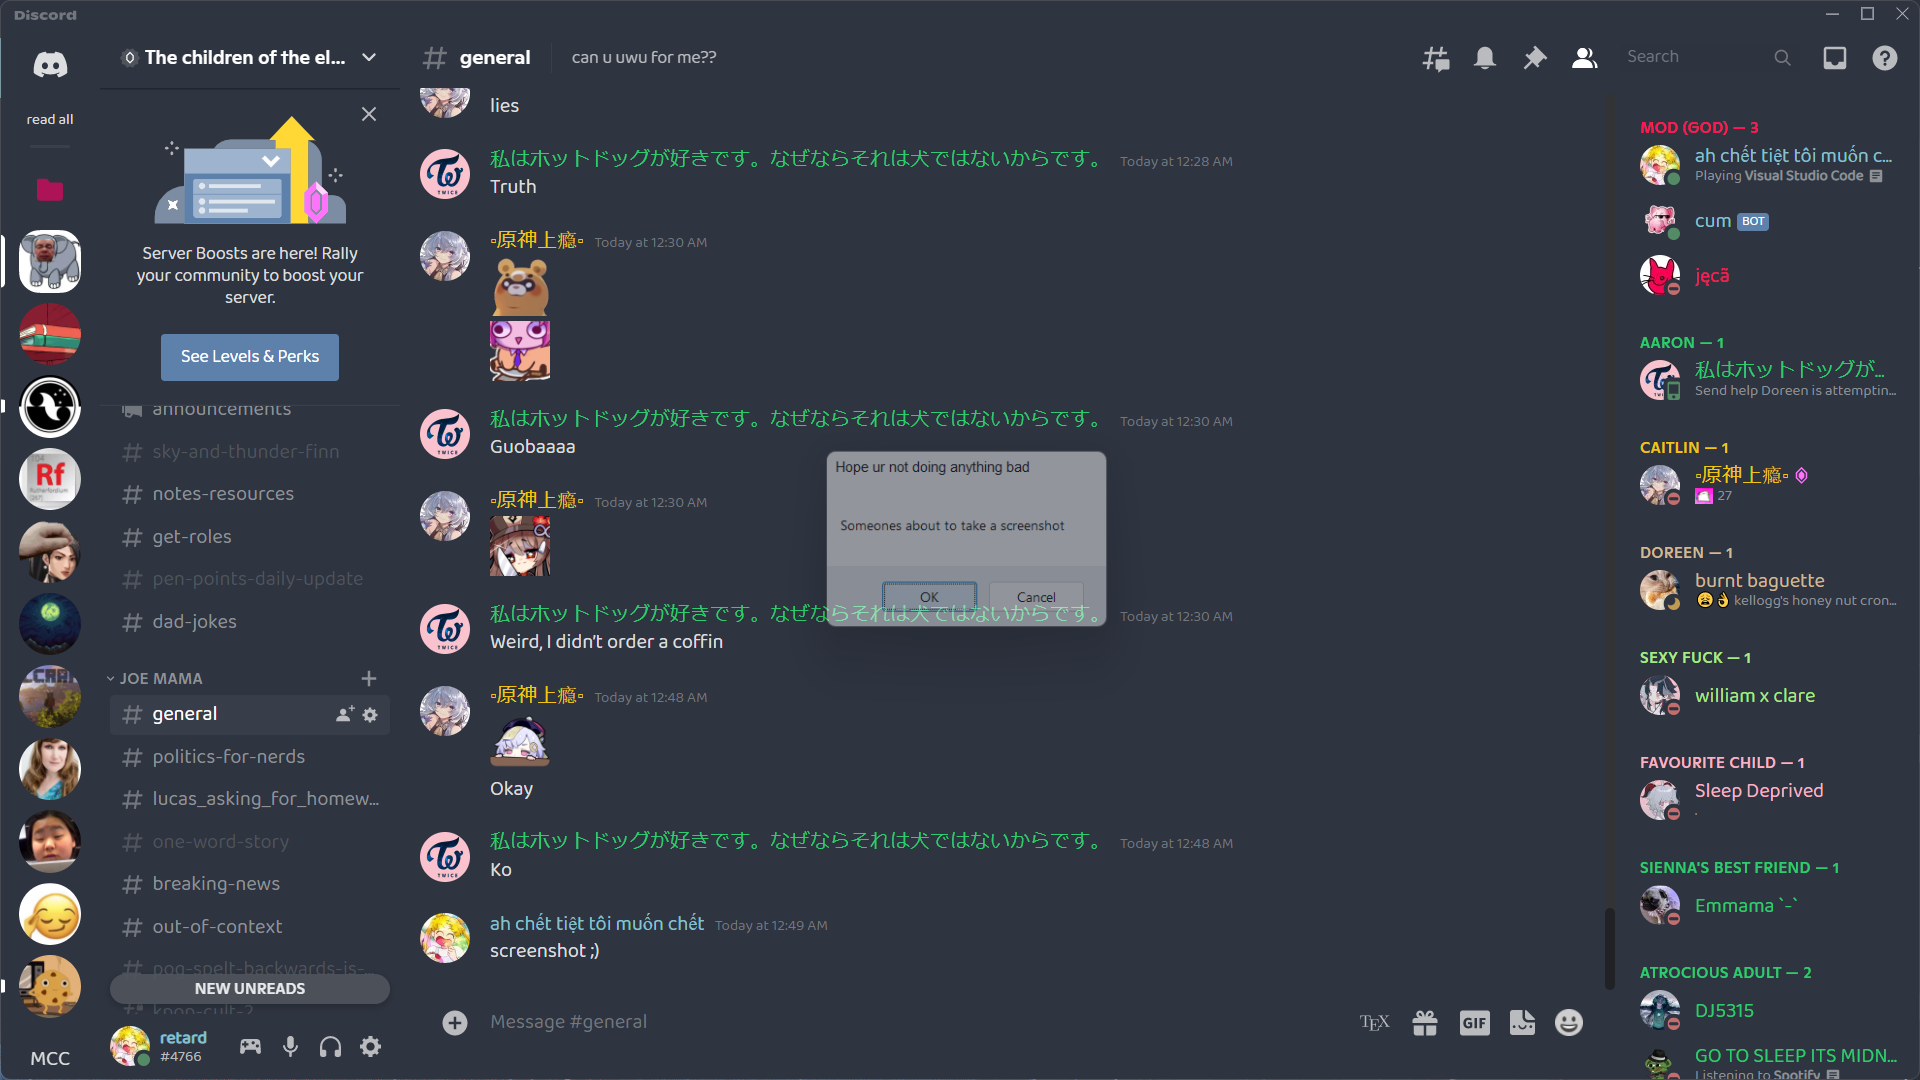 Discord
The children of the el...
general
can u uwu for me??
Search
read all
Server Boosts are here! Rally
your community to boost your
server.
See Levels & Perks
announcements
sky-and-thunder-finn
notes-resources
get-roles
pen-points-daily-update
dad-jokes
JOE MAMA
general
politics-for-nerds
lucas_asking_for_homew...
one-word-story
breaking-news
out-of-context
NEW UNREADS
Rf
MCC
retard
#4766
lies
私はホットドッグが好きです。なぜならそれは犬ではないからです。 Today at 12:28 AM
Truth
▫原神上瘾▫ Today at 12:30 AM
私はホットドッグが好きです。なぜならそれは犬ではないからです。 Today at 12:30 AM
Guobaaaa
▫原神上瘾▫ Today at 12:30 AM
私はホットドッグが好きです。なぜならそれは犬ではないからです。 Today at 12:30 AM
Weird, I didn't order a coffin
▫原神上瘾▫ Today at 12:48 AM
Okay
私はホットドッグが好きです。なぜならそれは犬ではないからです。 Today at 12:48 AM
Ko
ah chết tiệt tôi muốn chết Today at 12:49 AM
screenshot ;)
Message #general
TEX
GIF
Hope ur not doing anything bad
Someones about to take a screenshot
OK
Cancel
MOD (GOD) — 3
ah chết tiệt tôi muốn c...
Playing Visual Studio Code
cum BOT
jęcã
AARON — 1
私はホットドッグが...
Send help Doreen is attemptin...
CAITLIN — 1
▫原神上瘾▫
27
DOREEN — 1
burnt baguette
kellogg's honey nut cron...
SEXY FUCK — 1
william x clare
FAVOURITE CHILD — 1
Sleep Deprived
.
SIENNA'S BEST FRIEND — 1
Emmama `-`
ATROCIOUS ADULT — 2
DJ5315
GO TO SLEEP ITS MIDN...
Listening to Spotify